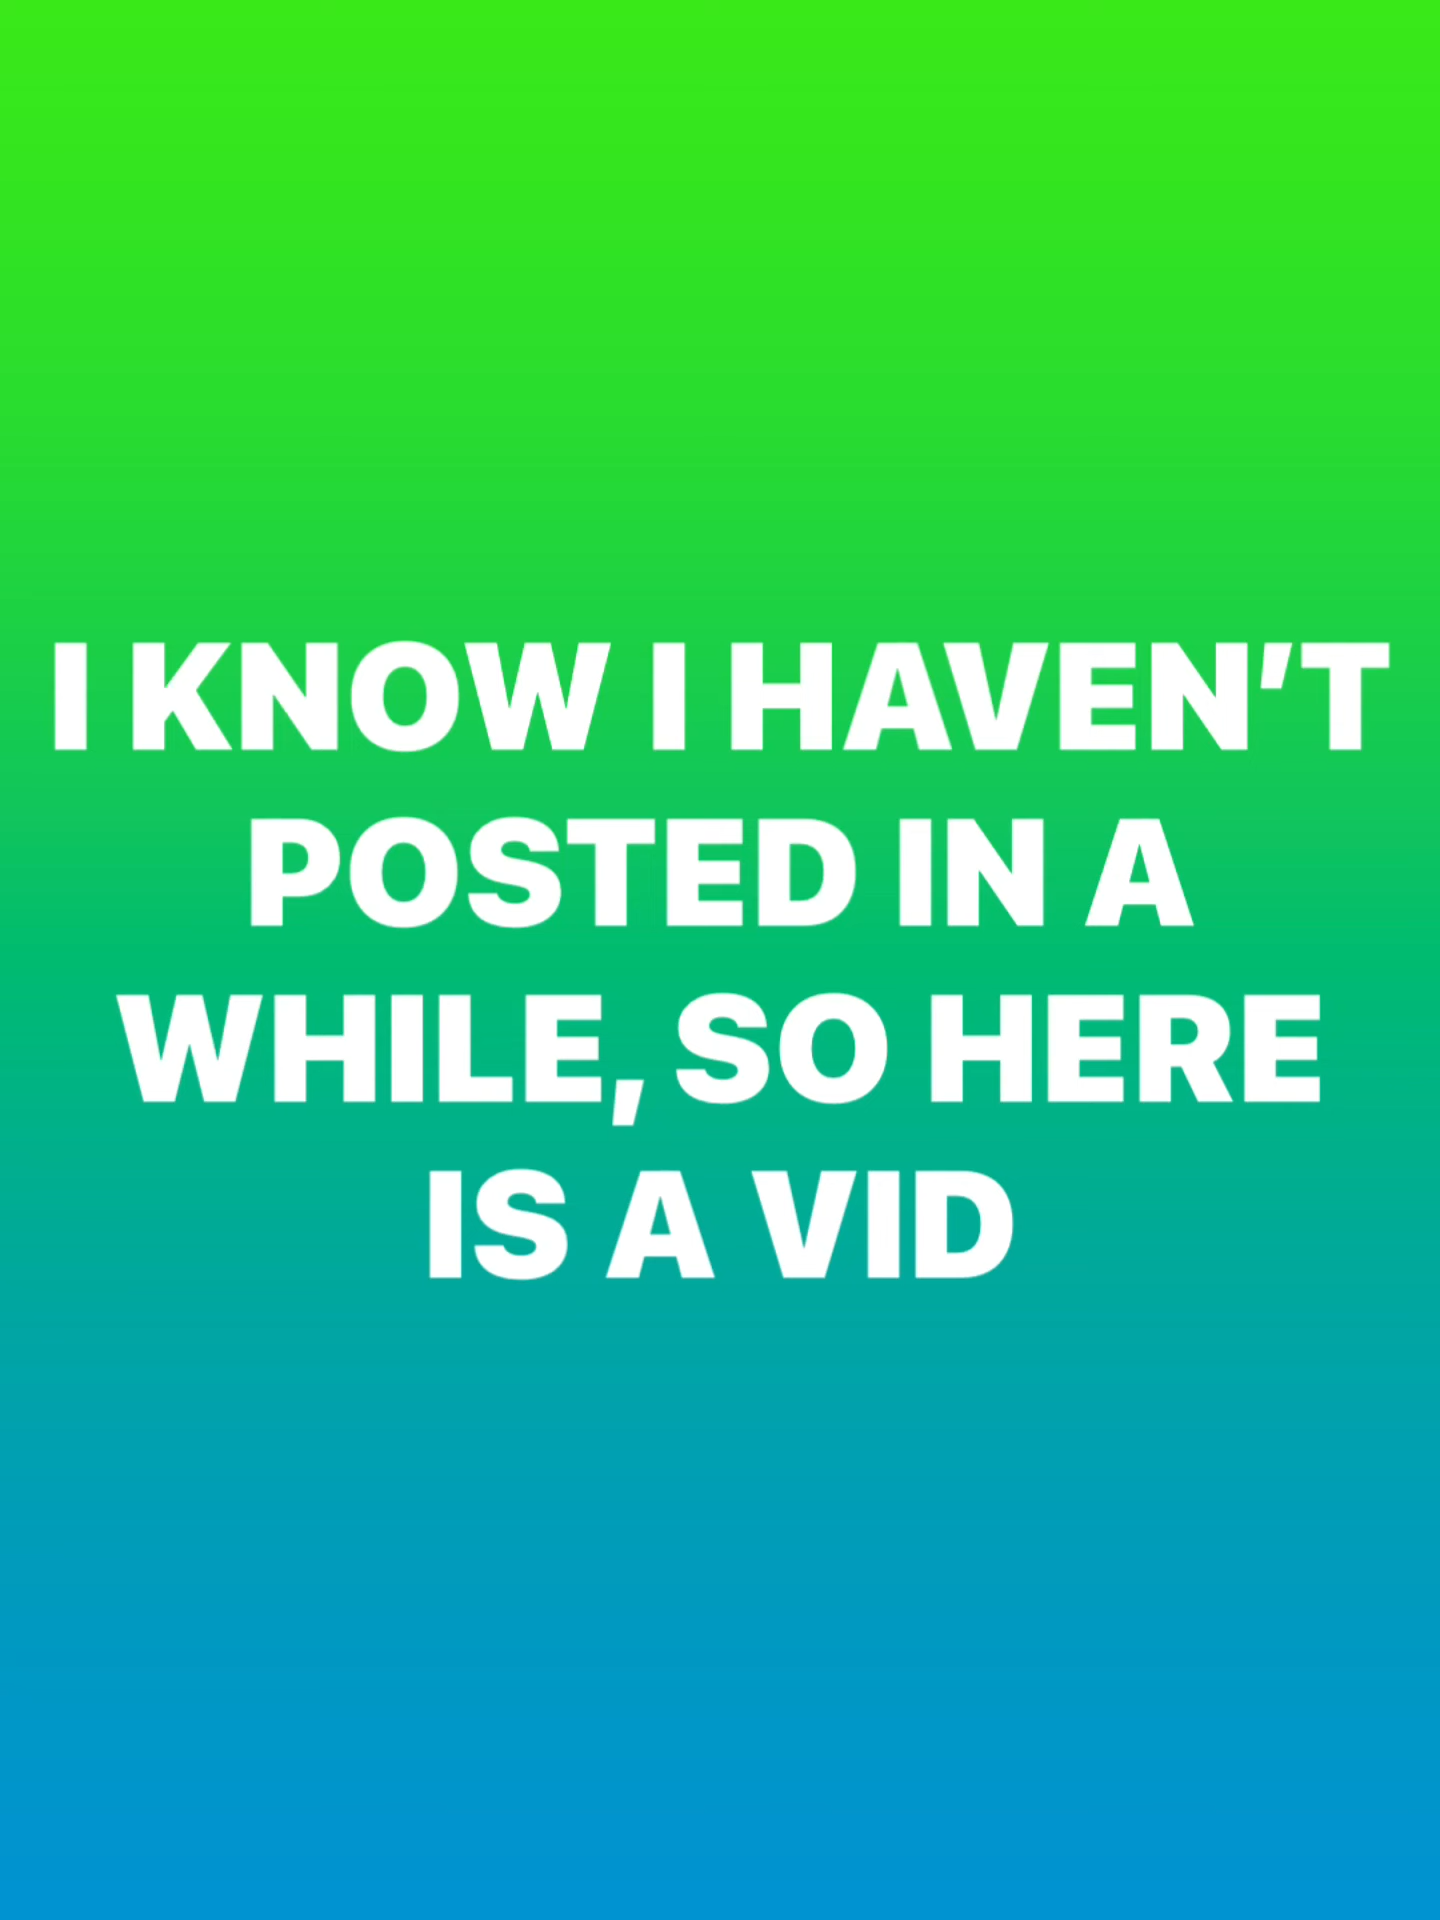 I KNOW I HAVEN'T
POSTED IN A
WHILE, SO HERE
IS A VID